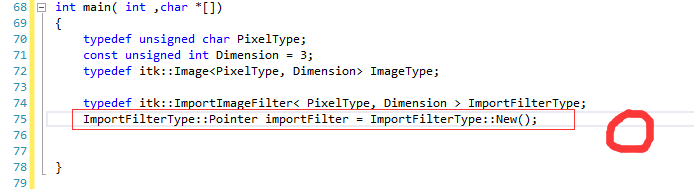 68 int main( int ,char *[])
69 {
70 typedef unsigned char PixelType;
71 const unsigned int Dimension = 3;
72 typedef itk::Image<PixelType, Dimension> ImageType;
73
74 typedef itk::ImportImageFilter< PixelType, Dimension > ImportFilterType;
75 ImportFilterType::Pointer importFilter = ImportFilterType::New();
76
77
78 }
79